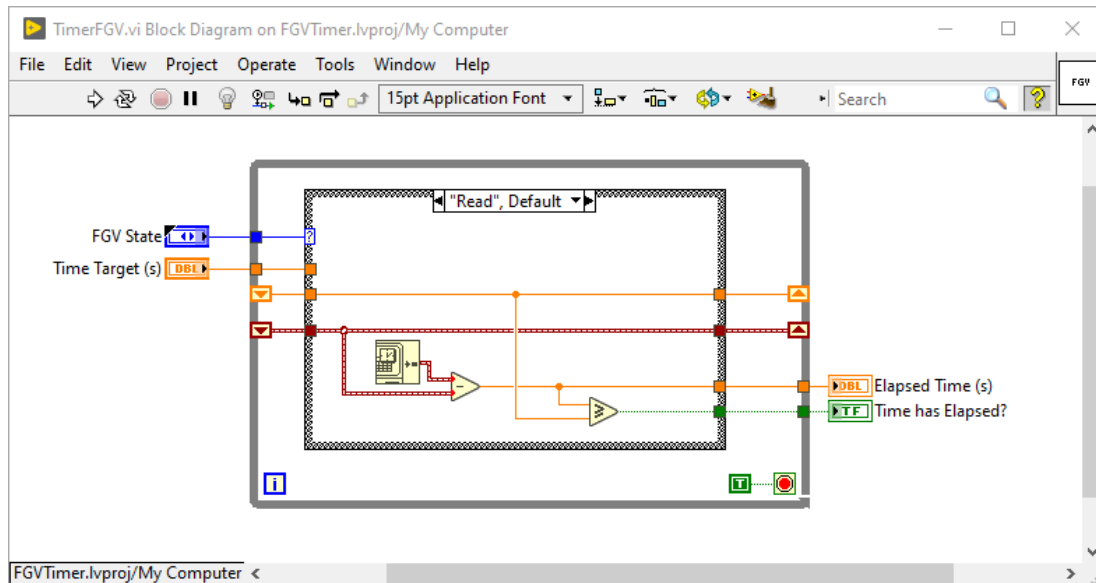 TimerFGV.vi Block Diagram on FGVTimer.lvproj/My Computer
File Edit View Project Operate Tools Window Help
15pt Application Font
Search
?
FGV
"Read", Default
FGV State
?
Time Target (s) DBL
DBL Elapsed Time (s)
TF Time has Elapsed?
i
T
FGVTimer.lvproj/My Computer